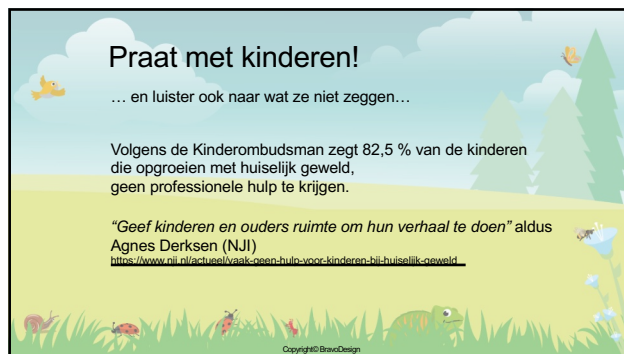 Praat met kinderen!
… en luister ook naar wat ze niet zeggen…
Volgens de Kinderombudsman zegt 82,5 % van de kinderen
die opgroeien met huiselijk geweld,
geen professionele hulp te krijgen.
“Geef kinderen en ouders ruimte om hun verhaal te doen” aldus
Agnes Derksen (NJI)
https://www.nji.nl/actueel/vaak-geen-hulp-voor-kinderen-bij-huiselijk-geweld
Copyright© BravoDesign